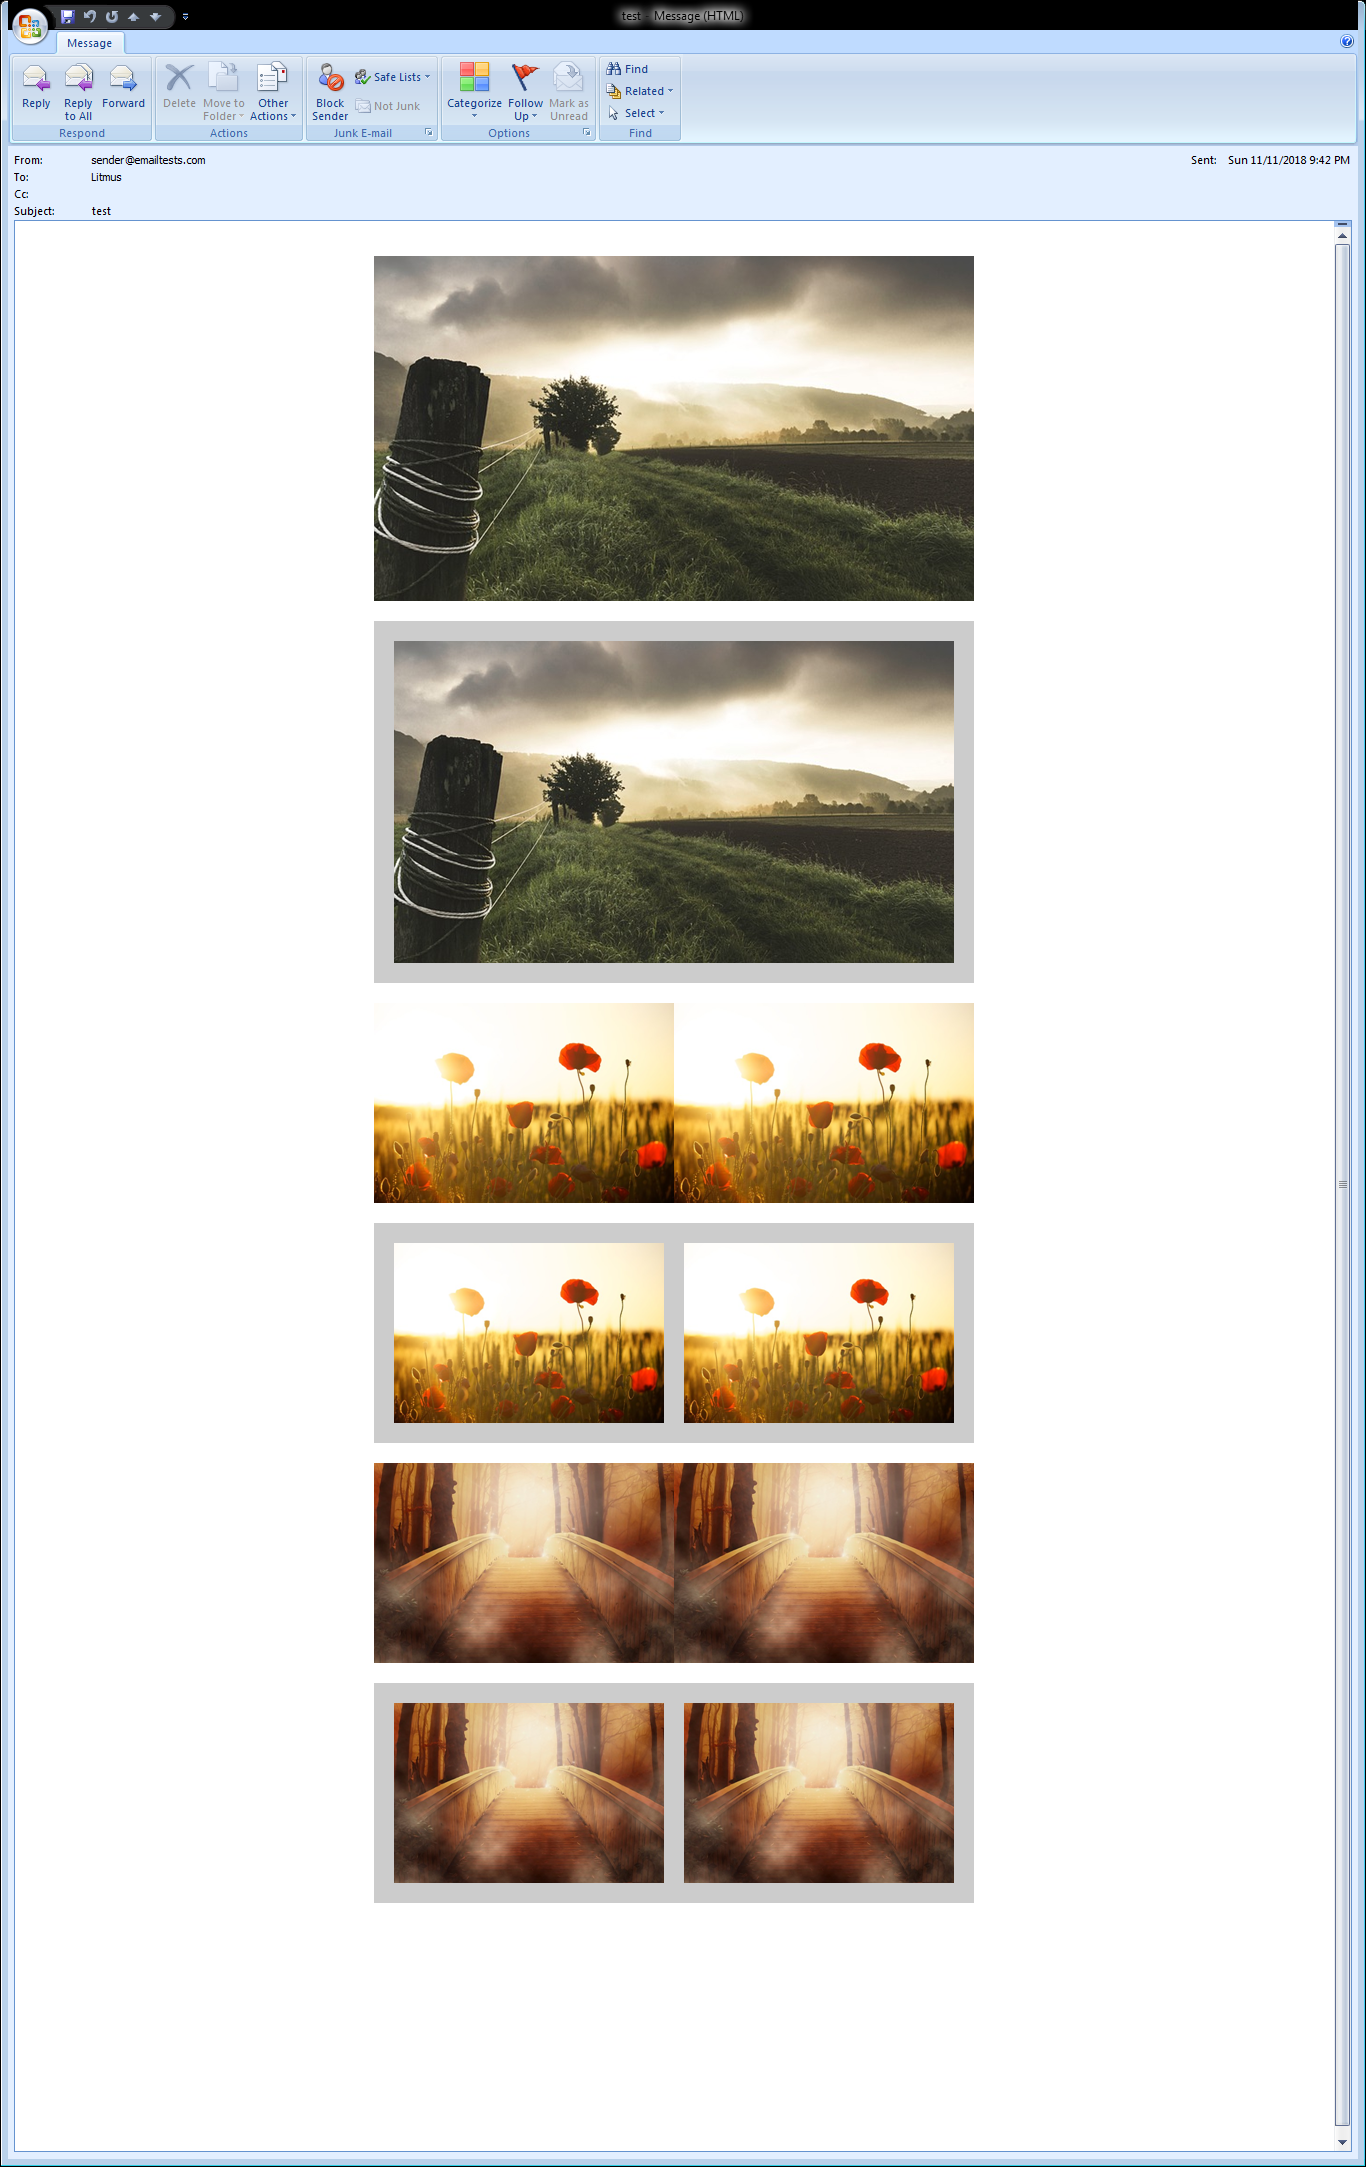 test - Message (HTML)
Message
Reply
Reply to All
Forward
Respond
Delete
Move to Folder
Other Actions
Actions
Block Sender
Safe Lists
Not Junk
Junk E-mail
Categorize
Follow Up
Mark as Unread
Options
Find
Related
Select
Find
From: sender@emailtests.com Sent: Sun 11/11/2018 9:42 PM
To: Litmus
Cc:
Subject: test